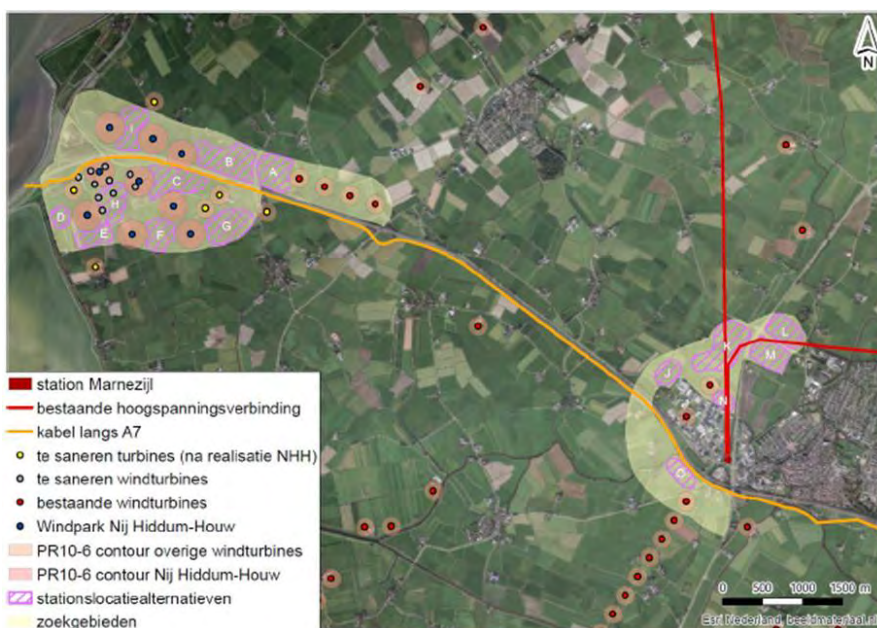 N
I
B
A
C
H
D
E
F
G
K
L
M
J
N
O
station Marnezijl
bestaande hoogspanningsverbinding
kabel langs A7
te saneren turbines (na realisatie NHH)
te saneren windturbines
bestaande windturbines
Windpark Nij Hiddum-Houw
PR10-6 contour overige windturbines
PR10-6 contour Nij Hiddum-Houw
stationslocatiealternatieven
zoekgebieden
0 500 1000 1500 m
Esri Nederland, beeldmateriaal.nl